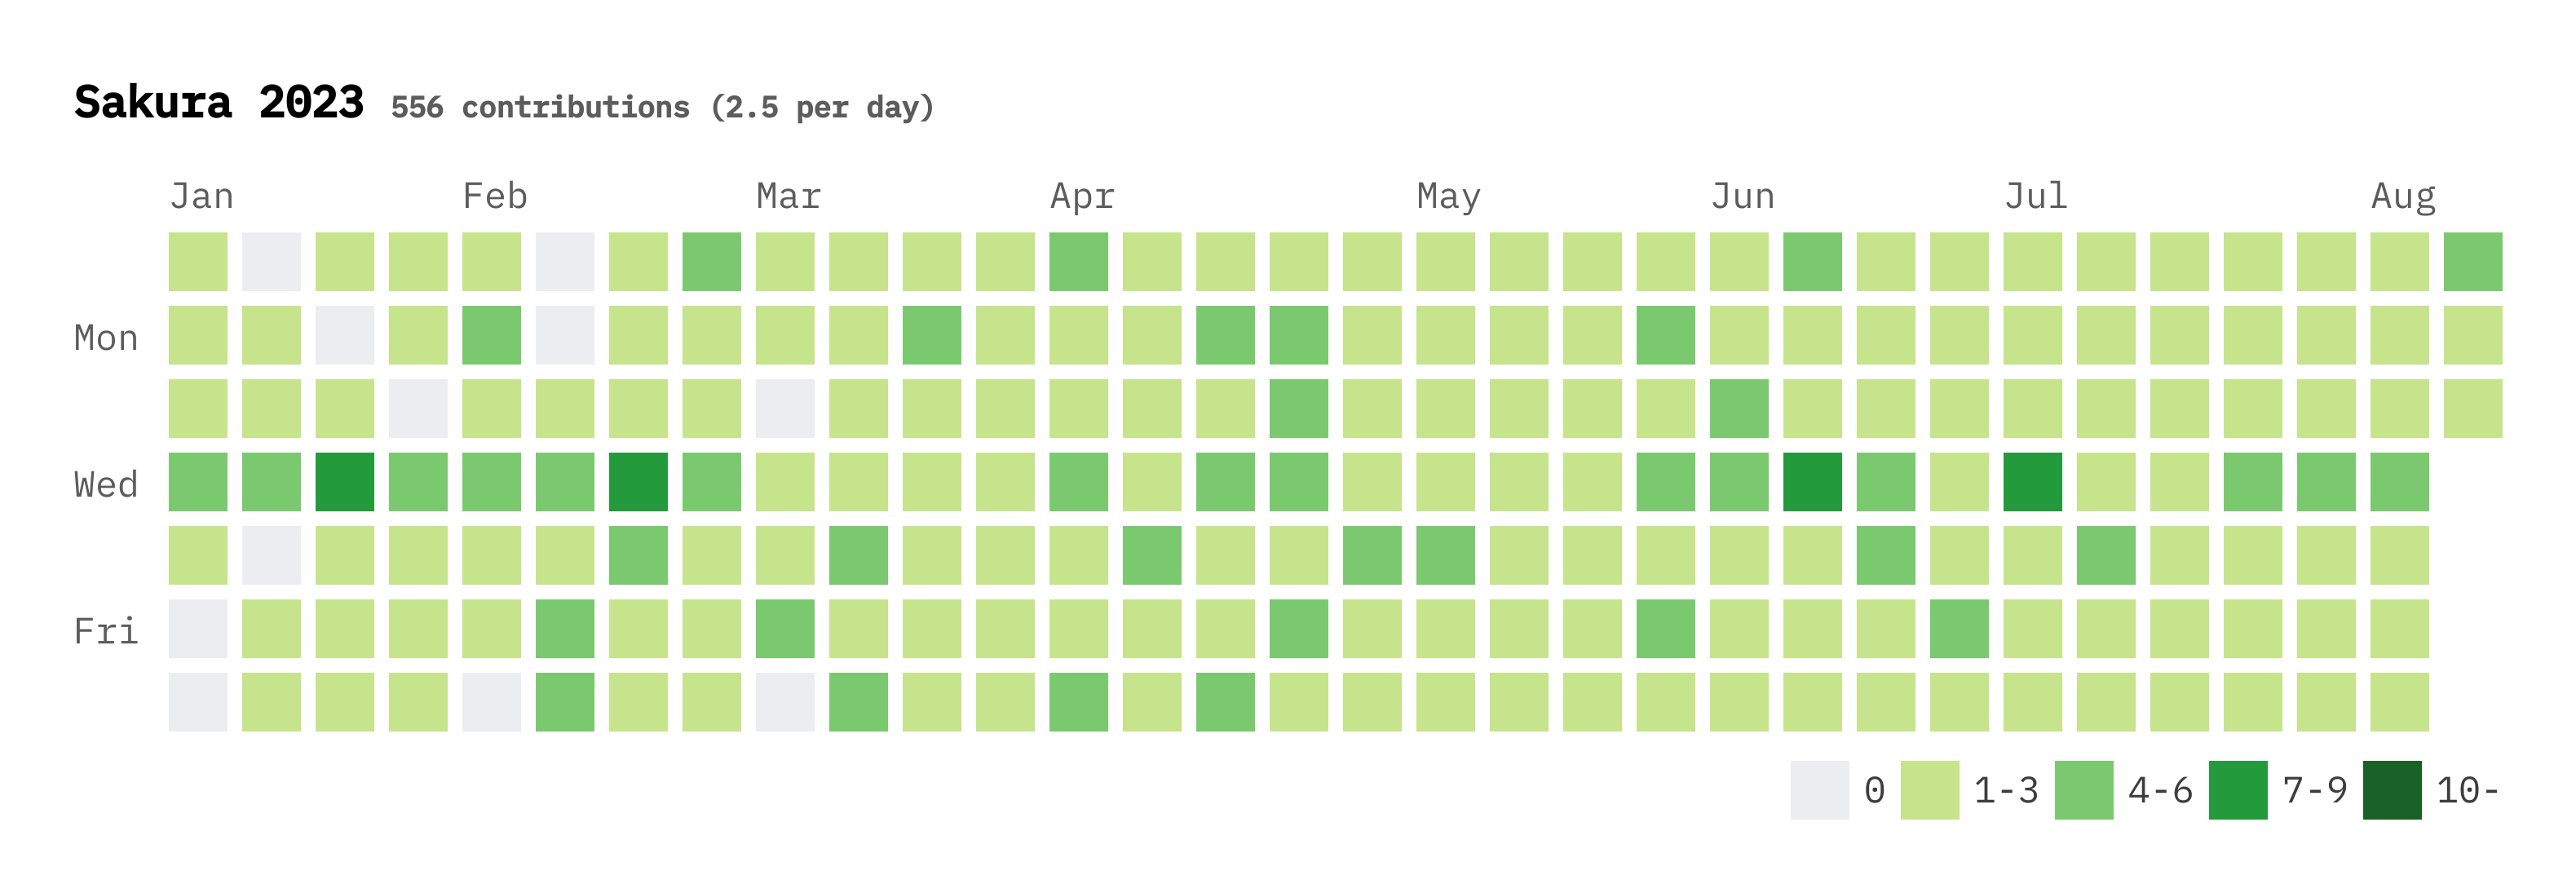 Sakura 2023 556 contributions (2.5 per day)
Jan Feb Mar Apr May Jun Jul Aug
Mon
Wed
Fri
0 1-3 4-6 7-9 10-